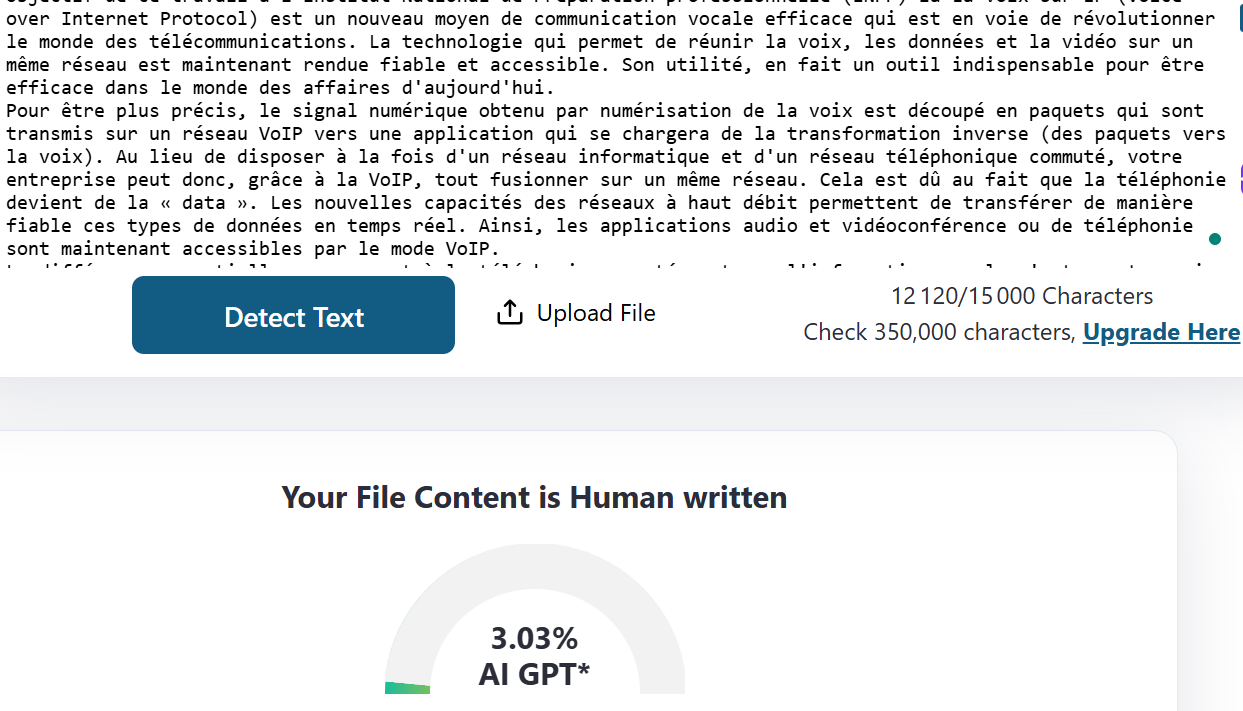 over Internet Protocol) est un nouveau moyen de communication vocale efficace qui est en voie de révolutionner
le monde des télécommunications. La technologie qui permet de réunir la voix, les données et la vidéo sur un
même réseau est maintenant rendue fiable et accessible. Son utilité, en fait un outil indispensable pour être
efficace dans le monde des affaires d'aujourd'hui.
Pour être plus précis, le signal numérique obtenu par numérisation de la voix est découpé en paquets qui sont
transmis sur un réseau VoIP vers une application qui se chargera de la transformation inverse (des paquets vers
la voix). Au lieu de disposer à la fois d'un réseau informatique et d'un réseau téléphonique commuté, votre
entreprise peut donc, grâce à la VoIP, tout fusionner sur un même réseau. Cela est dû au fait que la téléphonie
devient de la « data ». Les nouvelles capacités des réseaux à haut débit permettent de transférer de manière
fiable ces types de données en temps réel. Ainsi, les applications audio et vidéoconférence ou de téléphonie
sont maintenant accessibles par le mode VoIP.
Detect Text
Upload File
12 120/15 000 Characters
Check 350,000 characters, Upgrade Here
Your File Content is Human written
3.03%
AI GPT*